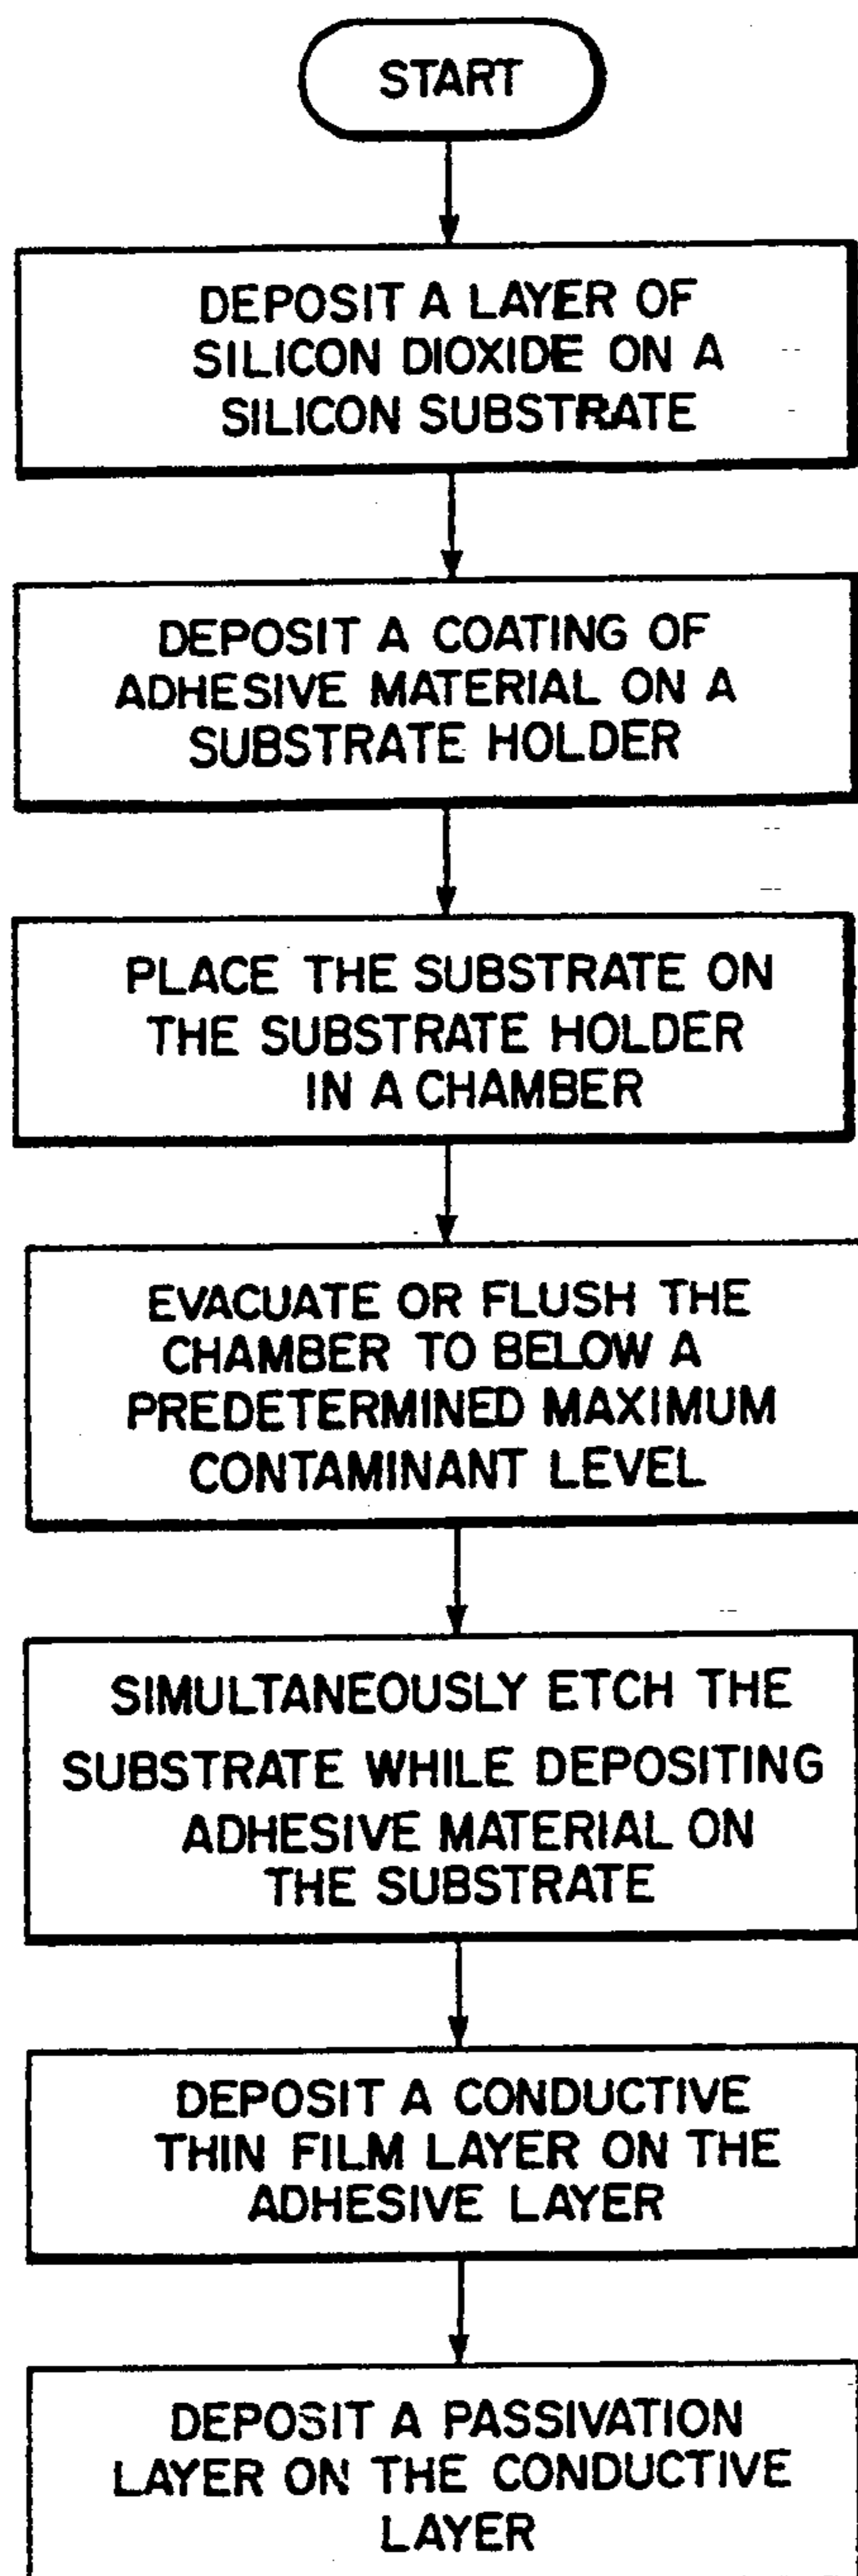 START
DEPOSIT A LAYER OF
SILICON DIOXIDE ON A
SILICON SUBSTRATE
DEPOSIT A COATING OF
ADHESIVE MATERIAL ON A
SUBSTRATE HOLDER
PLACE THE SUBSTRATE ON
THE SUBSTRATE HOLDER
IN A CHAMBER
EVACUATE OR FLUSH THE
CHAMBER TO BELOW A
PREDETERMINED MAXIMUM
CONTAMINANT LEVEL
SIMULTANEOUSLY ETCH THE
SUBSTRATE WHILE DEPOSITING
ADHESIVE MATERIAL ON
THE SUBSTRATE
DEPOSIT A CONDUCTIVE
THIN FILM LAYER ON THE
ADHESIVE LAYER
DEPOSIT A PASSIVATION
LAYER ON THE CONDUCTIVE
LAYER